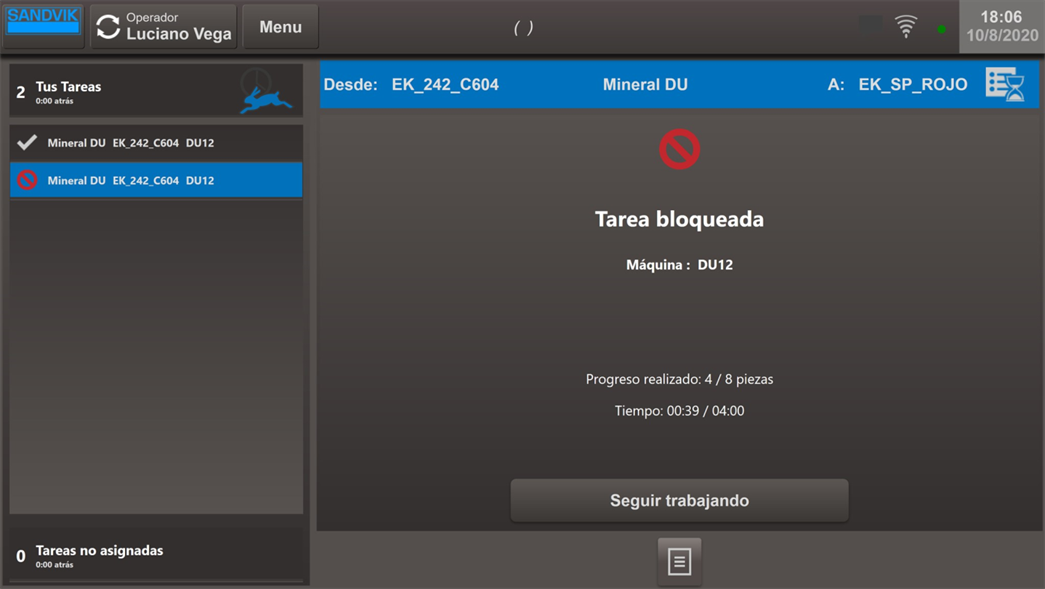 SANDVIK
Operador
Luciano Vega
Menu
( )
18:06
10/8/2020
2 Tus Tareas
0:00 atrás
Mineral DU EK_242_C604 DU12
Mineral DU EK_242_C604 DU12
0 Tareas no asignadas
0:00 atrás
Desde: EK_242_C604 Mineral DU A: EK_SP_ROJO
Tarea bloqueada
Máquina : DU12
Progreso realizado: 4 / 8 piezas
Tiempo: 00:39 / 04:00
Seguir trabajando